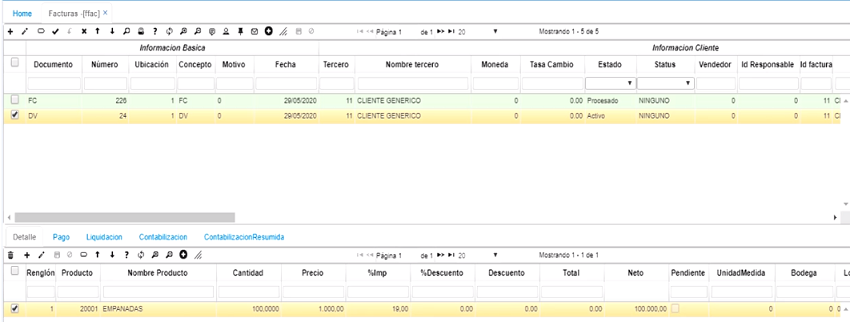 Home Facturas -[ffac] ×
Página 1 de 1 20 Mostrando 1 - 5 de 5
Informacion Basica Informacion Cliente
Documento Número Ubicación Concepto Motivo Fecha Tercero Nombre tercero Moneda Tasa Cambio Estado Status Vendedor Id Responsable Id factura
FC 226 1 FC 0 29/05/2020 11 CLIENTE GENERICO 0 0.00 Procesado NINGUNO 0 0 11 Cl
DV 24 1 DV 0 29/05/2020 11 CLIENTE GENERICO 0 0.00 Activo NINGUNO 0 0 11 Cl
Detalle Pago Liquidacion Contabilizacion ContabilizacionResumida
Página 1 de 1 20 Mostrando 1 - 1 de 1
Renglón Producto Nombre Producto Cantidad Precio %Imp %Descuento Descuento Total Neto Pendiente UnidadMedida Bodega Lo
1 20001 EMPANADAS 100,0000 1.000,00 19,00 0.00 0.00 0.00 100.000,00 0 0 0